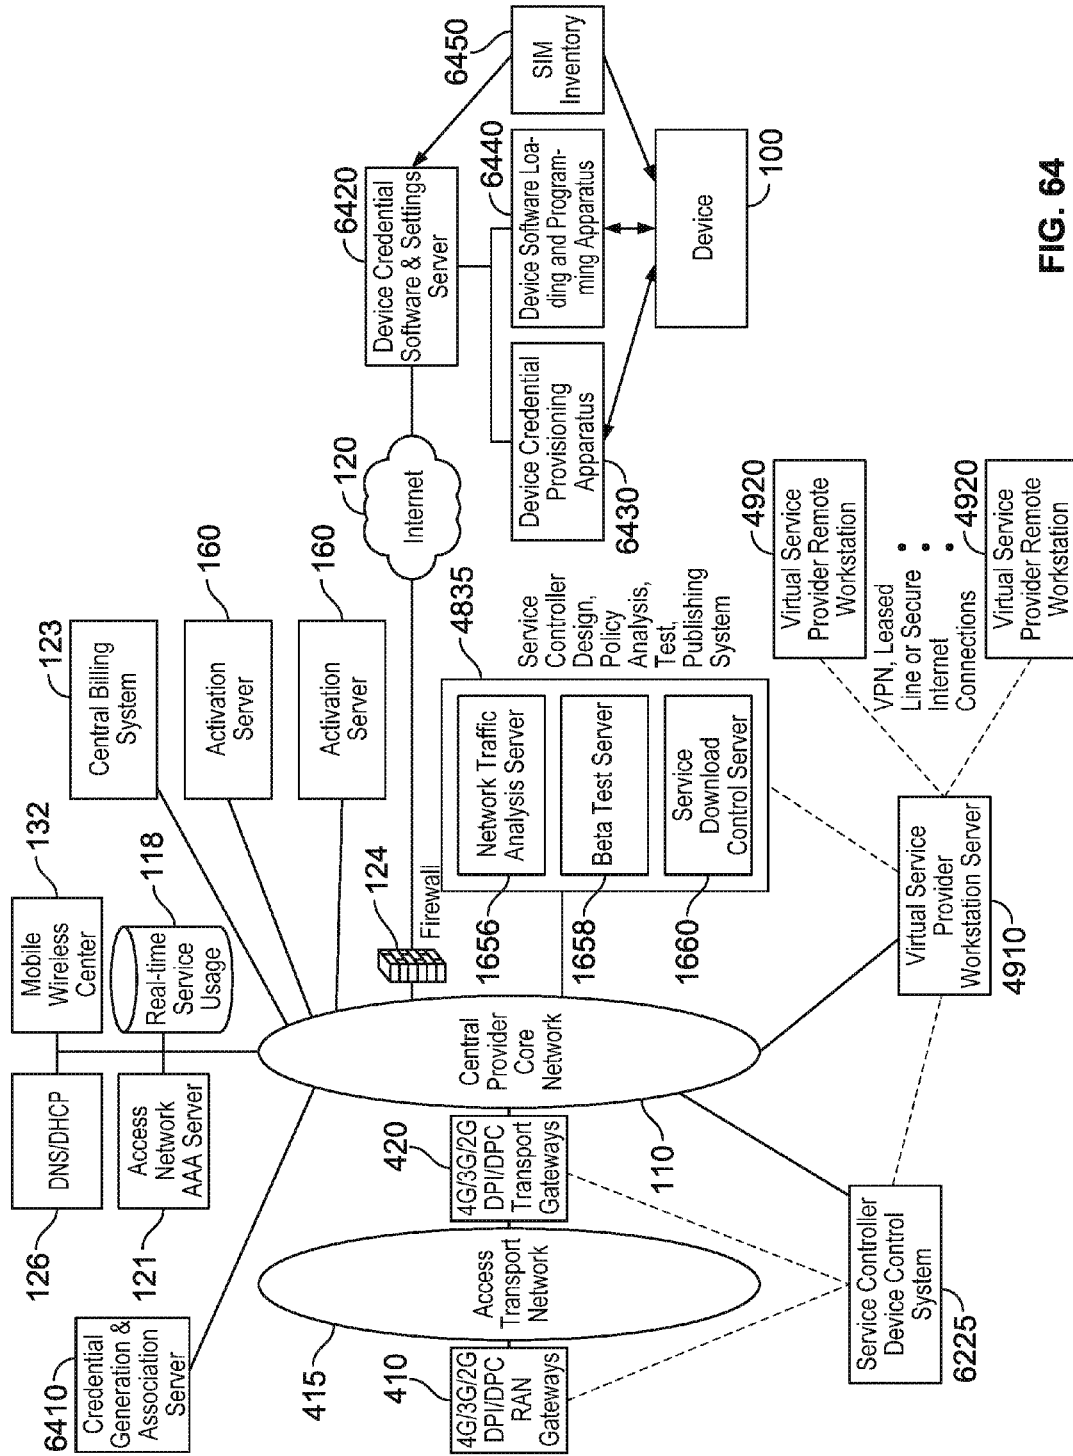 6410
Credential
Generation &
Association
Server
DNS/DHCP
126
Access
Network
AAA Server
121
Mobile
Wireless
Center
132
Real-time
Service
Usage
118
Central Billing
System
123
Activation
Server
160
Activation
Server
160
4G/3G/2G
DPI/DPC
RAN
Gateways
410
Access
Transport
Network
415
4G/3G/2G
DPI/DPC
Transport
Gateways
420
Central
Provider
Core
Network
110
124
Firewall
Internet
120
Device Credential
Software & Settings
Server
6420
Device Credential
Provisioning
Apparatus
6430
Device Software Loa-
ding and Program-
ming Apparatus
6440
SIM
Inventory
6450
Device
100
4835
Service
Controller
Design,
Policy
Analysis,
Test,
Publishing
System
Network Traffic
Analysis Server
1656
Beta Test Server
1658
Service
Download
Control Server
1660
Service Controller
Device Control
System
6225
Virtual Service
Provider
Workstation Server
4910
Virtual Service
Provider Remote
Workstation
4920
VPN, Leased
Line or Secure
Internet
Connections
Virtual Service
Provider Remote
Workstation
4920
FIG. 64